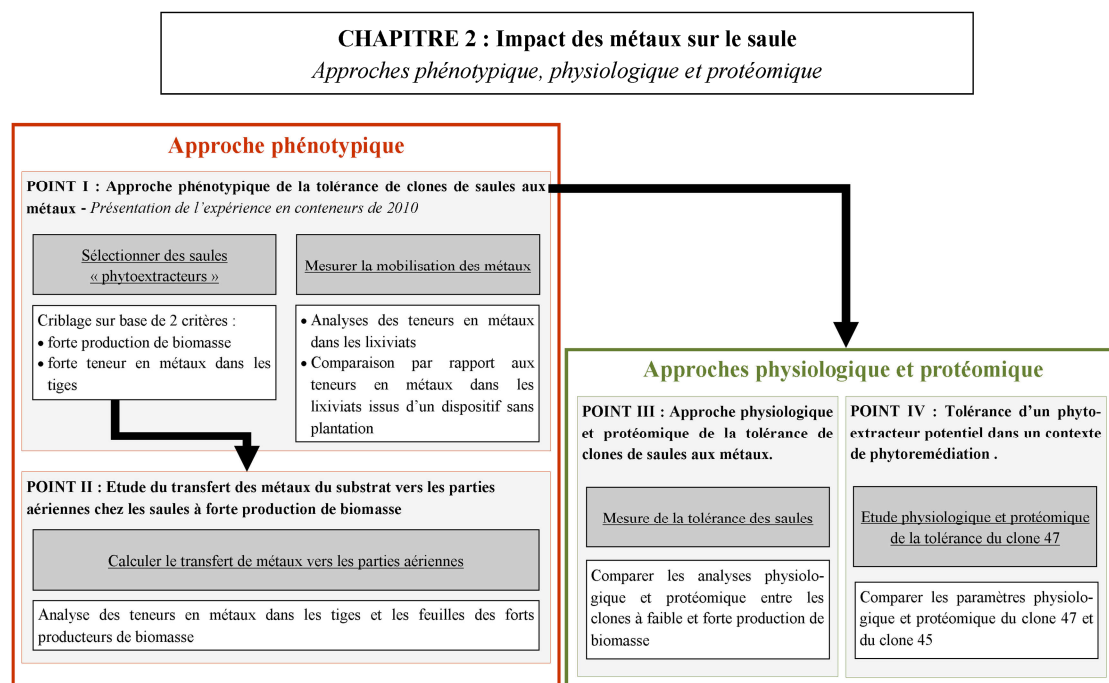 CHAPITRE 2 : Impact des métaux sur le saule
Approches phénotypique, physiologique et protéomique
Approche phénotypique
POINT I : Approche phénotypique de la tolérance de clones de saules aux
métaux - Présentation de l'expérience en conteneurs de 2010
Sélectionner des saules
« phytoextracteurs »
Criblage sur base de 2 critères :
• forte production de biomasse
• forte teneur en métaux dans les
tiges
Mesurer la mobilisation des métaux
• Analyses des teneurs en métaux
dans les lixiviats
• Comparaison par rapport aux
teneurs en métaux dans les
lixiviats issus d'un dispositif sans
plantation
POINT II : Etude du transfert des métaux du substrat vers les parties
aériennes chez les saules à forte production de biomasse
Calculer le transfert de métaux vers les parties aériennes
Analyse des teneurs en métaux dans les tiges et les feuilles des forts
producteurs de biomasse
Approches physiologique et protéomique
POINT III : Approche physiologique
et protéomique de la tolérance de
clones de saules aux métaux.
Mesure de la tolérance des saules
Comparer les analyses physiolo-
gique et protéomique entre les
clones à faible et forte production de
biomasse
POINT IV : Tolérance d'un phyto-
extracteur potentiel dans un contexte
de phytoremédiation .
Etude physiologique et protéomique
de la tolérance du clone 47
Comparer les paramètres physiolo-
gique et protéomique du clone 47 et
du clone 45